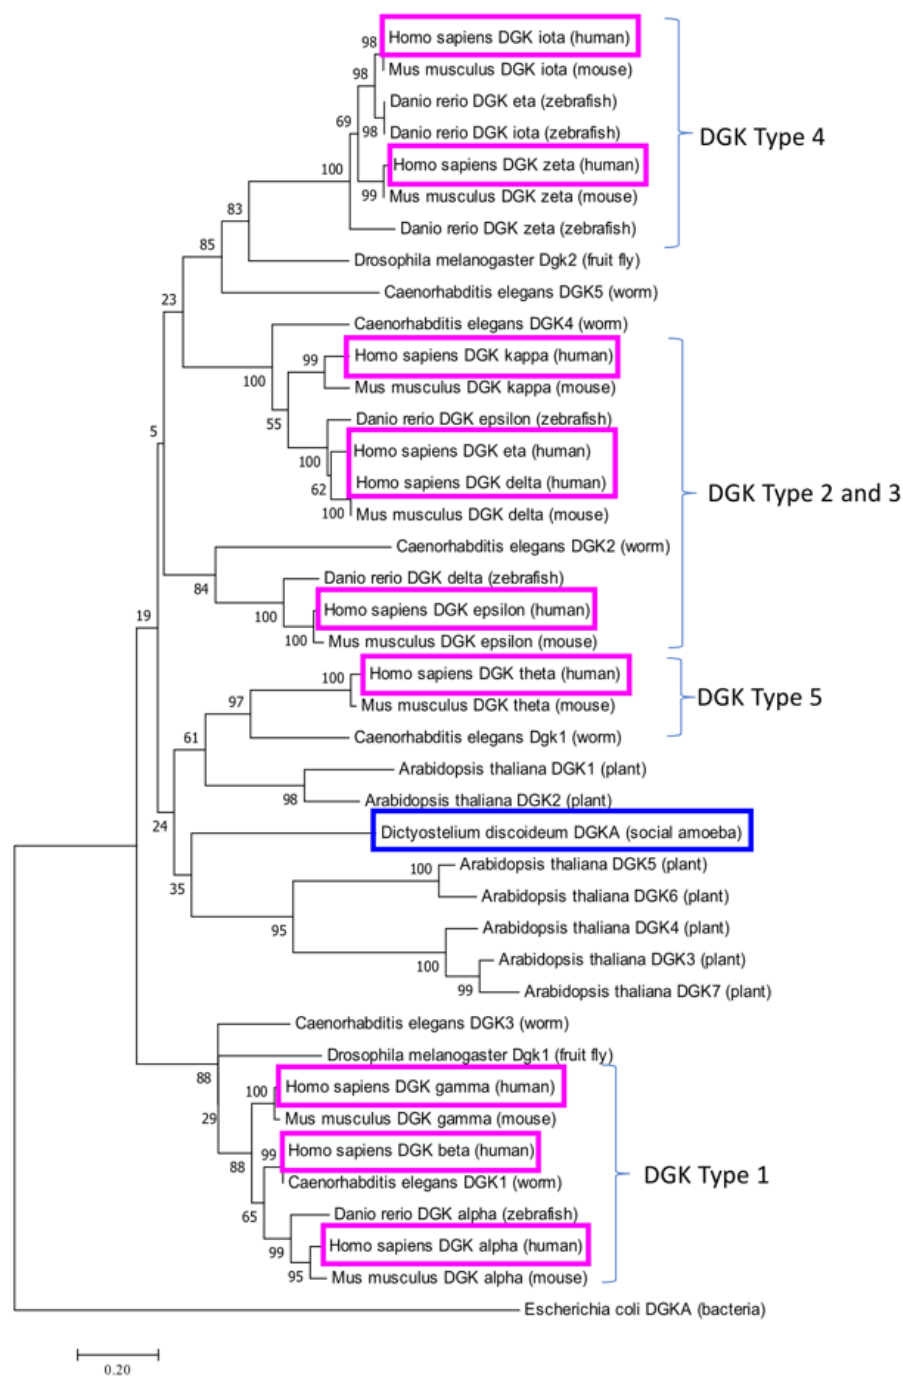 Homo sapiens DGK iota (human)
98
Mus musculus DGK iota (mouse)
98
Danio rerio DGK eta (zebrafish)
69
98
Danio rerio DGK iota (zebrafish)
DGK Type 4
Homo sapiens DGK zeta (human)
100
99
Mus musculus DGK zeta (mouse)
83
Danio rerio DGK zeta (zebrafish)
85
Drosophila melanogaster Dgk2 (fruit fly)
Caenorhabditis elegans DGK5 (worm)
23
Caenorhabditis elegans DGK4 (worm)
99
Homo sapiens DGK kappa (human)
100
Mus musculus DGK kappa (mouse)
55
Danio rerio DGK epsilon (zebrafish)
5
Homo sapiens DGK eta (human)
100
Homo sapiens DGK delta (human)
62
DGK Type 2 and 3
100
Mus musculus DGK delta (mouse)
Caenorhabditis elegans DGK2 (worm)
84
Danio rerio DGK delta (zebrafish)
19
100
Homo sapiens DGK epsilon (human)
100
Mus musculus DGK epsilon (mouse)
100
Homo sapiens DGK theta (human)
97
Mus musculus DGK theta (mouse)
DGK Type 5
61
Caenorhabditis elegans Dgk1 (worm)
Arabidopsis thaliana DGK1 (plant)
98
Arabidopsis thaliana DGK2 (plant)
24
Dictyostelium discoideum DGKA (social amoeba)
100
Arabidopsis thaliana DGK5 (plant)
35
Arabidopsis thaliana DGK6 (plant)
95
Arabidopsis thaliana DGK4 (plant)
100
Arabidopsis thaliana DGK3 (plant)
99
Arabidopsis thaliana DGK7 (plant)
Caenorhabditis elegans DGK3 (worm)
Drosophila melanogaster Dgk1 (fruit fly)
88
100
Homo sapiens DGK gamma (human)
29
Mus musculus DGK gamma (mouse)
88
99
Homo sapiens DGK beta (human)
DGK Type 1
Caenorhabditis elegans DGK1 (worm)
65
Danio rerio DGK alpha (zebrafish)
99
Homo sapiens DGK alpha (human)
95
Mus musculus DGK alpha (mouse)
Escherichia coli DGKA (bacteria)
0.20